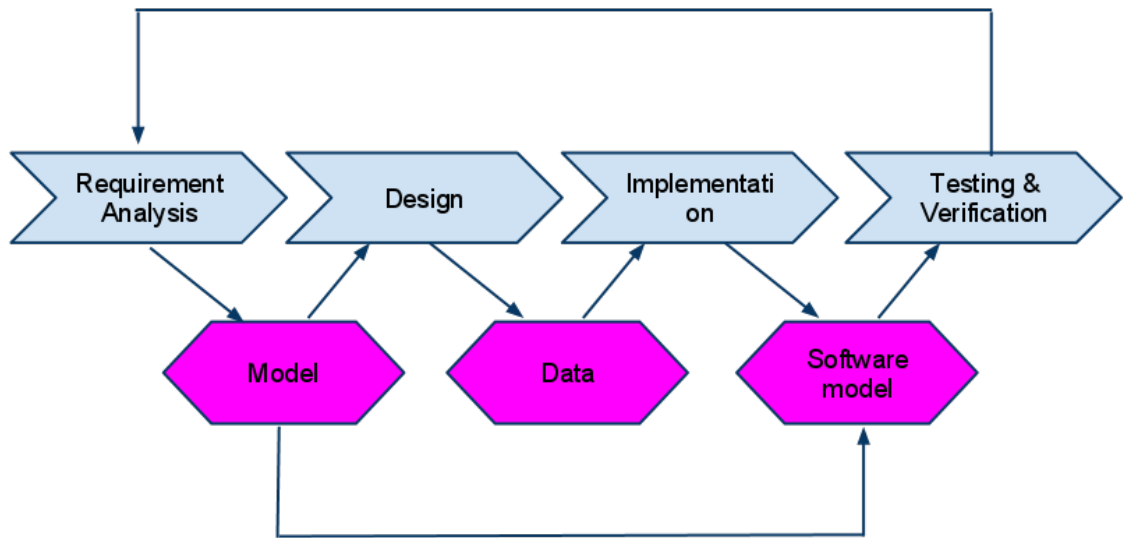 Requirement
Analysis
Design
Implementati
on
Testing &
Verification
Model
Data
Software
model